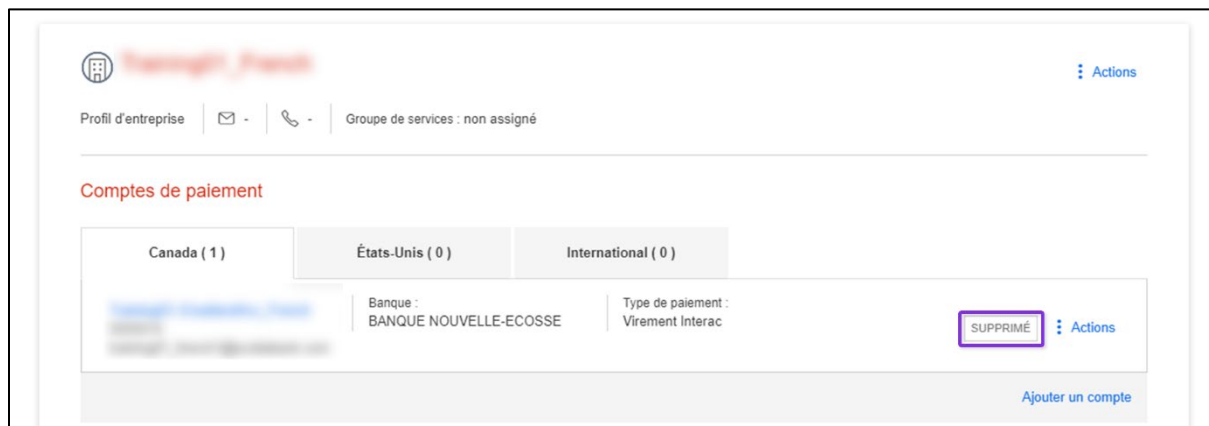 Actions
Profil d'entreprise - - Groupe de services : non assigné
Comptes de paiement
Canada ( 1 ) États-Unis ( 0 ) International ( 0 )
Banque : Type de paiement :
BANQUE NOUVELLE-ECOSSE Virement Interac
SUPPRIMÉ Actions
Ajouter un compte